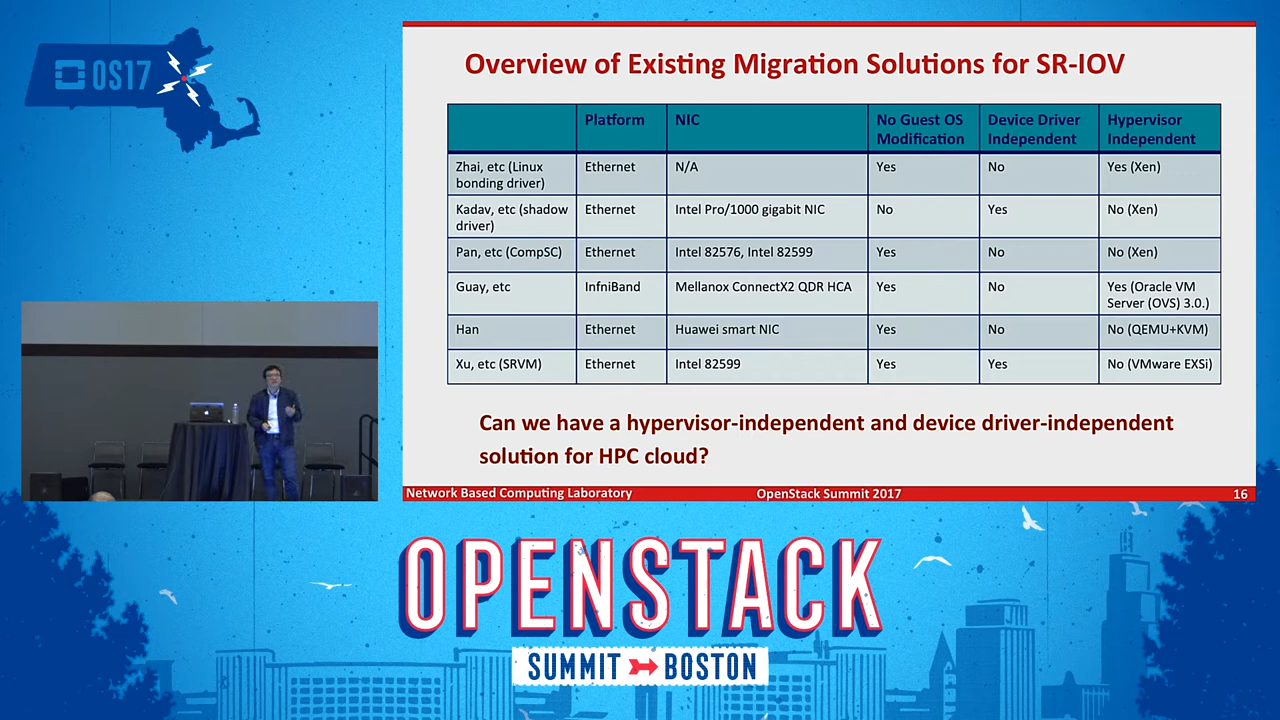 OS17
Overview of Existing Migration Solutions for SR-IOV
Platform
NIC
No Guest OS
Modification
Device Driver
Independent
Hypervisor
Independent
Zhai, etc (Linux
bonding driver)
Ethernet
N/A
Yes
No
Yes (Xen)
Kadav, etc (shadow
driver)
Ethernet
Intel Pro/1000 gigabit NIC
No
Yes
No (Xen)
Pan, etc (CompSC)
Ethernet
Intel 82576, Intel 82599
Yes
No
No (Xen)
Guay, etc
InfniBand
Mellanox ConnectX2 QDR HCA
Yes
No
Yes (Oracle VM
Server (OVS) 3.0.)
Han
Ethernet
Huawei smart NIC
Yes
No
No (QEMU+KVM)
Xu, etc (SRVM)
Ethernet
Intel 82599
Yes
Yes
No (VMware EXSi)
Can we have a hypervisor-independent and device driver-independent
solution for HPC cloud?
Network Based Computing Laboratory
OpenStack Summit 2017
16
OPENSTACK
SUMMIT BOSTON